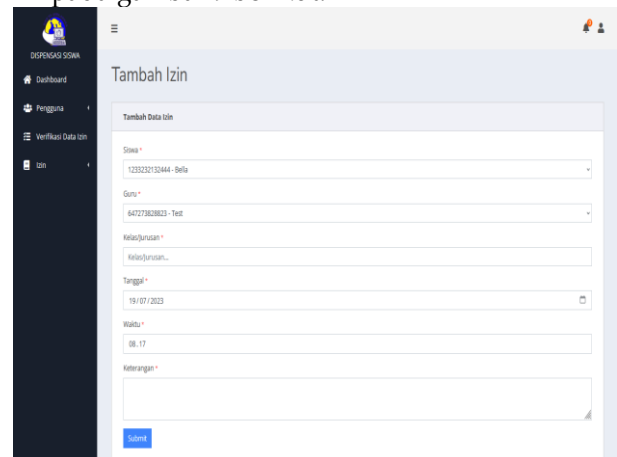 DISPENSASI SISWA
Dashboard
Pengguna
Verifikasi Data Izin
Izin
Tambah Izin
Tambah Data Izin
Siswa *
1233232132444 - Bella
Guru *
647273828823 - Test
Kelas/Jurusan *
Kelas/Jurusan...
Tanggal *
19/07/2023
Waktu *
08.17
Keterangan *
Submit